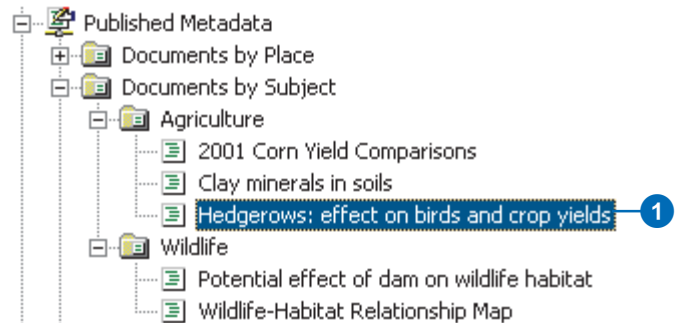 Published Metadata
Documents by Place
Documents by Subject
Agriculture
2001 Corn Yield Comparisons
Clay minerals in soils
Hedgerows: effect on birds and crop yields 1
Wildlife
Potential effect of dam on wildlife habitat
Wildlife-Habitat Relationship Map